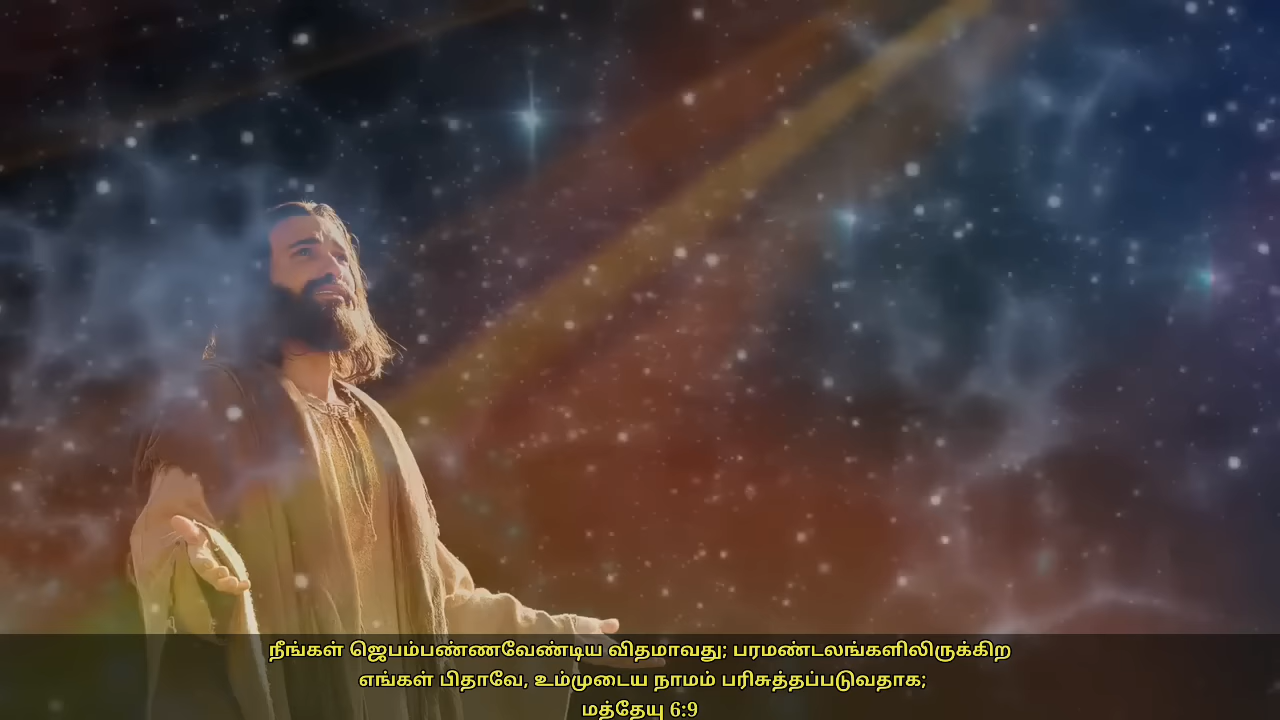 நீங்கள் ஜெபம்பண்ணவேண்டிய விதமாவது; பரமண்டலங்களிலிருக்கிற
எங்கள் பிதாவே, உம்முடைய நாமம் பரிசுத்தப்படுவதாக;
மத்தேயு 6:9